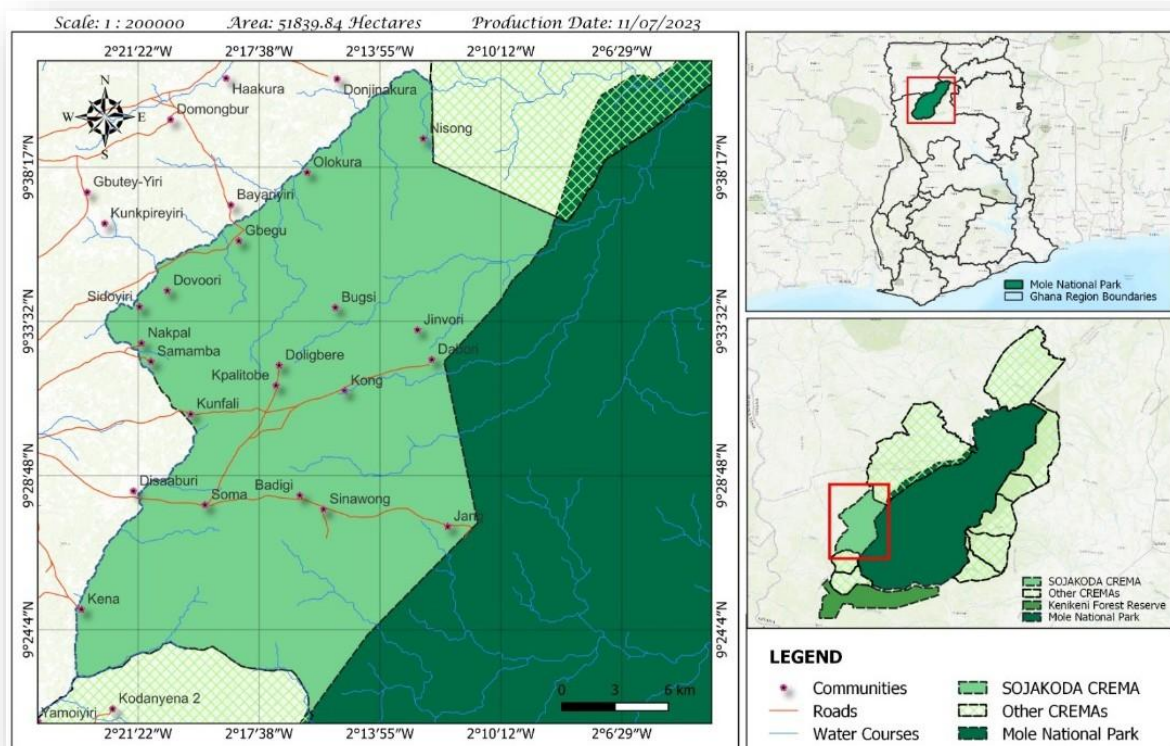 Scale: 1 : 200000 Area: 51839.84 Hectares Production Date: 11/07/2023
2°21'22"W 2°17'38"W 2°13'55"W 2°10'12"W 2°6'29"W
N
W E
S
Haakura
Donjinakura
Domongbur
Nisong
9°38'17"N 9°38'17"N
Olokura
Gbutey-Yiri
Bayanyiri
Kunkpireyiri
Gbegu
Dovoori
Sidoyiri
Bugsi
9°33'32"N 9°33'32"N
Jinvori
Nakpal
Samamba
Doligbere
Dabori
Kpalitobe
Kong
Kunfali
9°28'48"N 9°28'48"N
Disaaburi
Soma
Badigi
Sinawong
Jang
Kena
9°24'4"N 9°24'4"N
Kodanyena 2
Yamoiyiri
0 3 6 km
2°21'22"W 2°17'38"W 2°13'55"W 2°10'12"W 2°6'29"W
Mole National Park
Ghana Region Boundaries
SOJAKODA CREMA
Other CREMAs
Kenikeni Forest Reserve
Mole National Park
LEGEND
Communities
Roads
Water Courses
SOJAKODA CREMA
Other CREMAs
Mole National Park